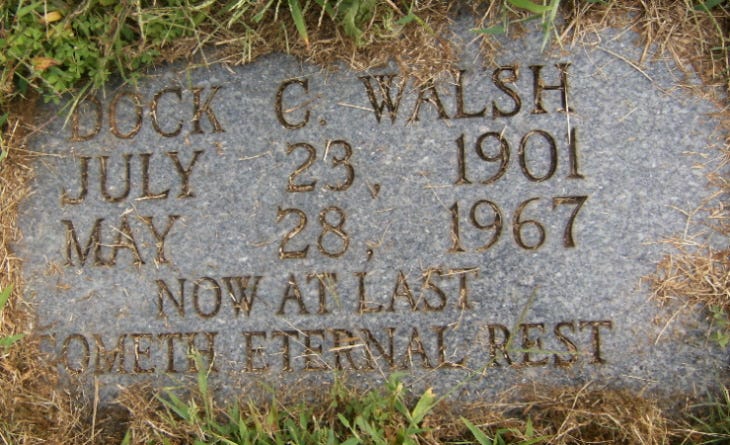 DOCK C. WALSH
JULY 23, 1901
MAY 28, 1967
NOW AT LAST
COMETH ETERNAL REST